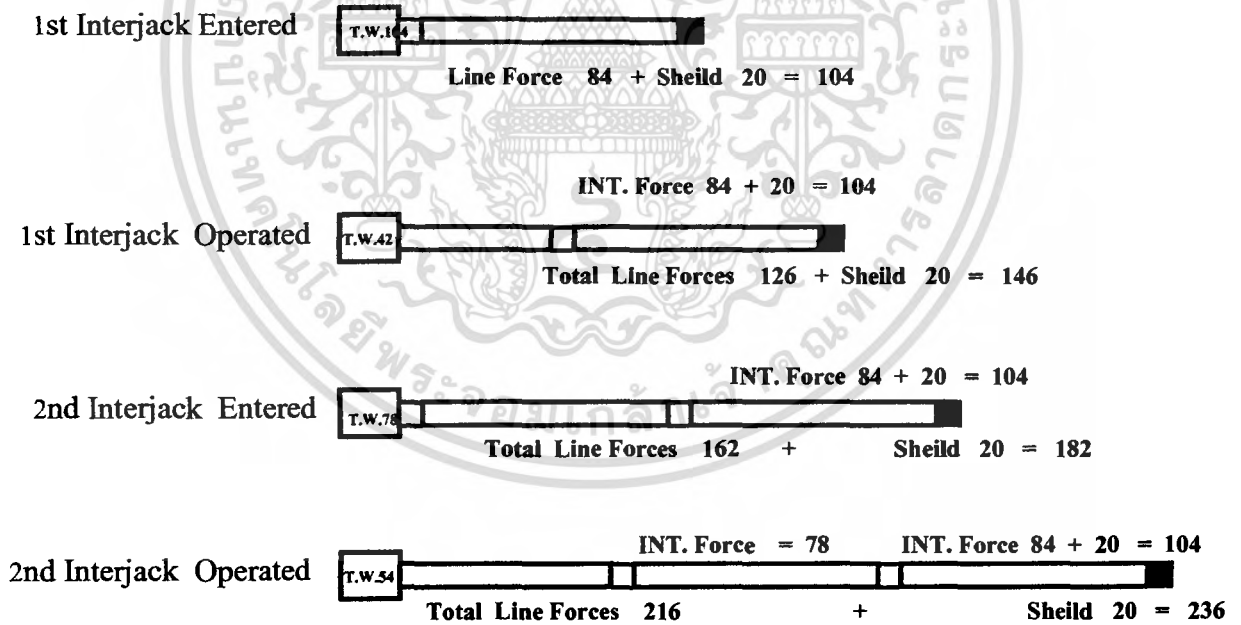 1st Interjack Entered
T.W.104
Line Force 84 + Sheild 20 = 104
INT. Force 84 + 20 = 104
1st Interjack Operated
T.W.42
Total Line Forces 126 + Sheild 20 = 146
INT. Force 84 + 20 = 104
2nd Interjack Entered
T.W.78
Total Line Forces 162 + Sheild 20 = 182
INT. Force = 78 INT. Force 84 + 20 = 104
2nd Interjack Operated
T.W.54
Total Line Forces 216 + Sheild 20 = 236